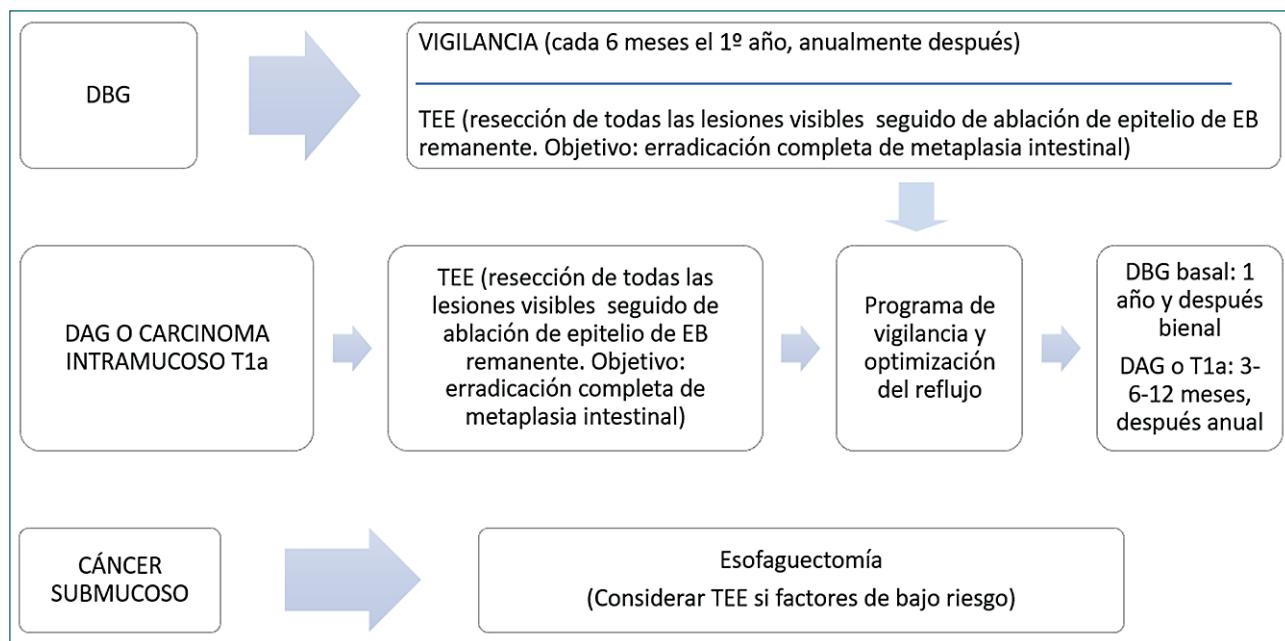 DBG
VIGILANCIA (cada 6 meses el 1º año, anualmente después)
TEE (resección de todas las lesiones visibles seguido de ablación de epitelio de EB
remanente. Objetivo: erradicación completa de metaplasia intestinal)
DAG O CARCINOMA
INTRAMUCOSO T1a
TEE (resección de todas las
lesiones visibles seguido de
ablación de epitelio de EB
remanente. Objetivo:
erradicación completa de
metaplasia intestinal)
Programa de
vigilancia y
optimización
del reflujo
DBG basal: 1
año y después
bienal
DAG o T1a: 3-
6-12 meses,
después anual
CÁNCER
SUBMUCOSO
Esofaguectomía
(Considerar TEE si factores de bajo riesgo)